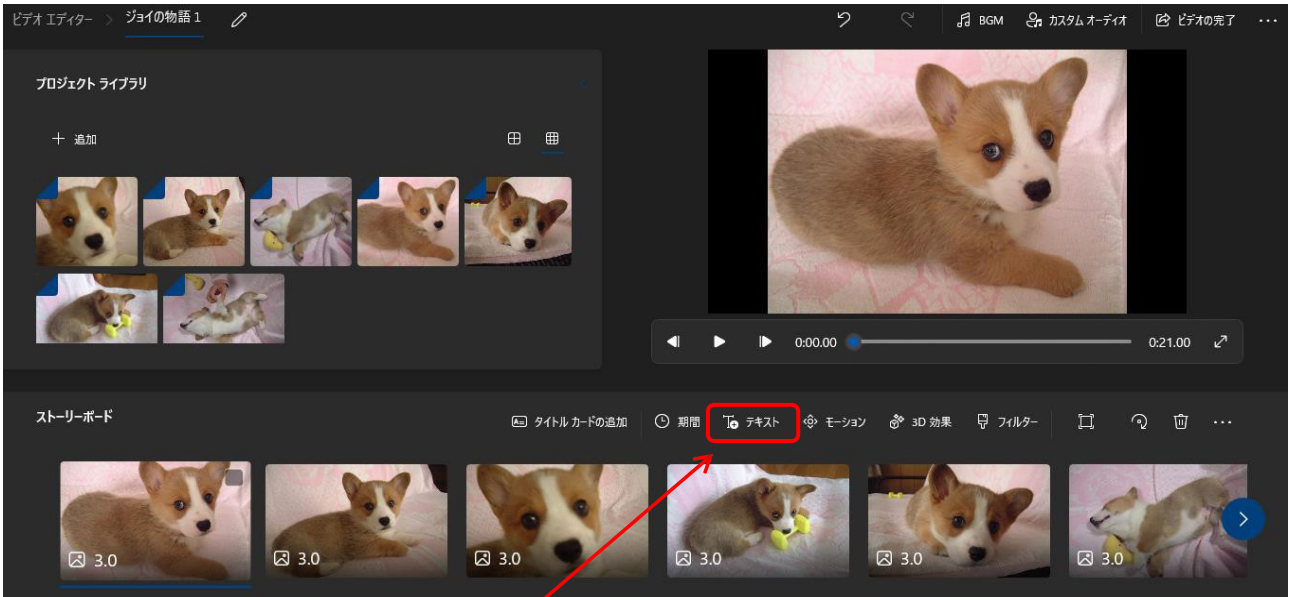 ビデオ エディター > ジョイの物語 1
BGM カスタム オーディオ ビデオの完了 ...
プロジェクト ライブラリ
+ 追加
0:00.00 0:21.00
ストーリーボード タイトル カードの追加 期間 テキスト モーション 3D 効果 フィルター ...
3.0 3.0 3.0 3.0 3.0 3.0